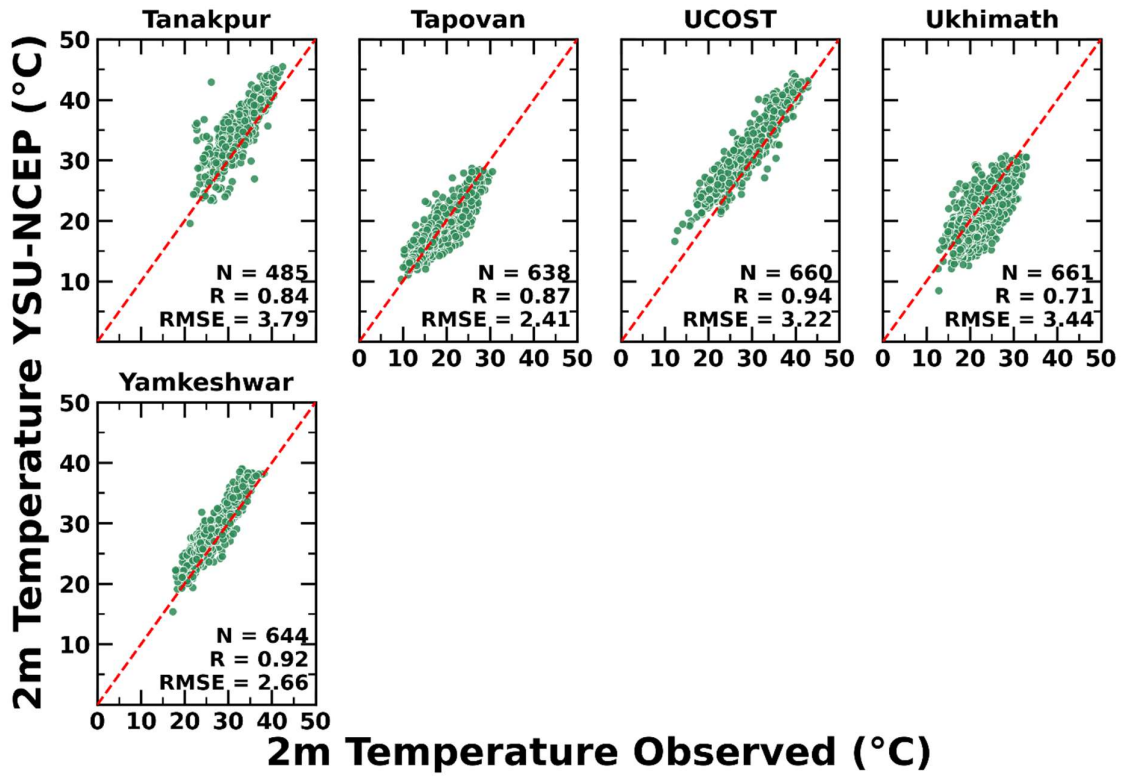 Tanakpur
Tapovan
UCOST
Ukhimath
2m Temperature YSU-NCEP (°C)
50
40
30
20
10
N = 485
R = 0.84
RMSE = 3.79
N = 638
R = 0.87
RMSE = 2.41
0 10 20 30 40 50
N = 660
R = 0.94
RMSE = 3.22
0 10 20 30 40 50
N = 661
R = 0.71
RMSE = 3.44
0 10 20 30 40 50
Yamkeshwar
50
40
30
20
10
N = 644
R = 0.92
RMSE = 2.66
0 10 20 30 40 50
2m Temperature Observed (°C)